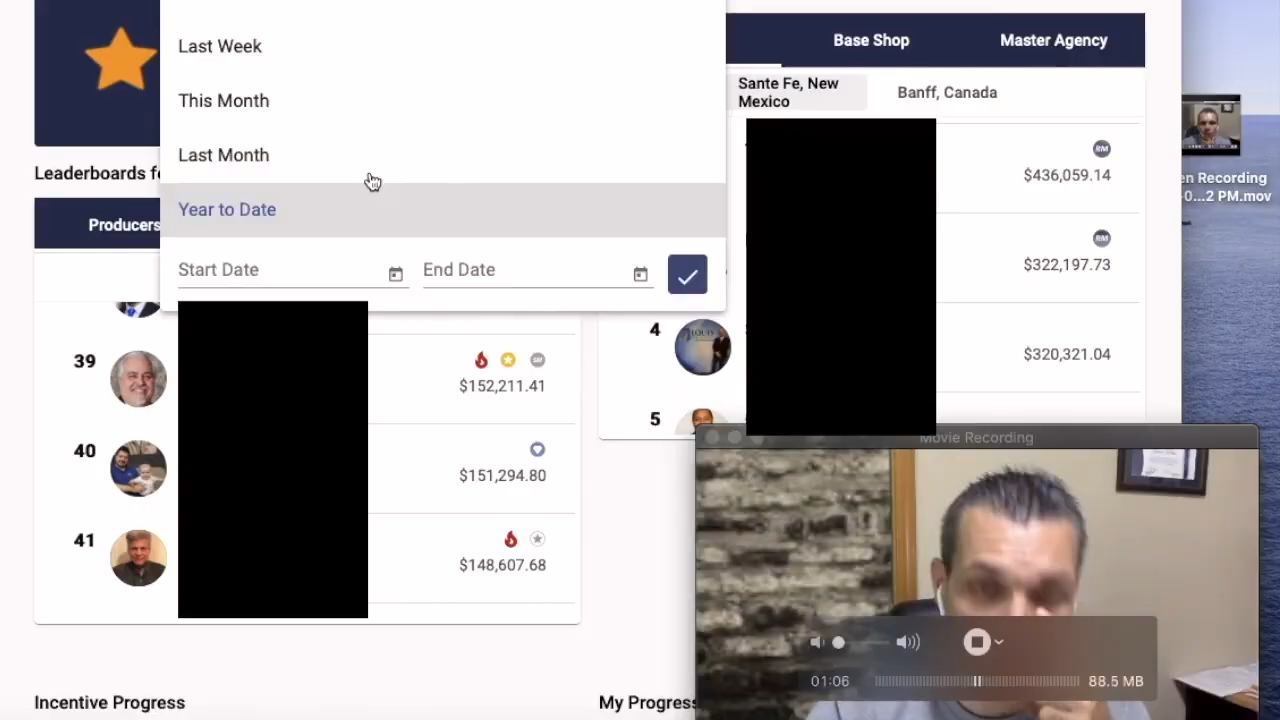 Last Week
This Month
Last Month
Year to Date
Start Date
End Date
Leaderboards fo
Producers
39
$152,211.41
40
$151,294.80
41
$148,607.68
Incentive Progress
Base Shop
Master Agency
Sante Fe, New
Mexico
Banff, Canada
RM
$436,059.14
RM
$322,197.73
4
$320,321.04
5
My Progress
en Recording
0...2 PM.mov
Movie Recording
01:06
88.5 MB